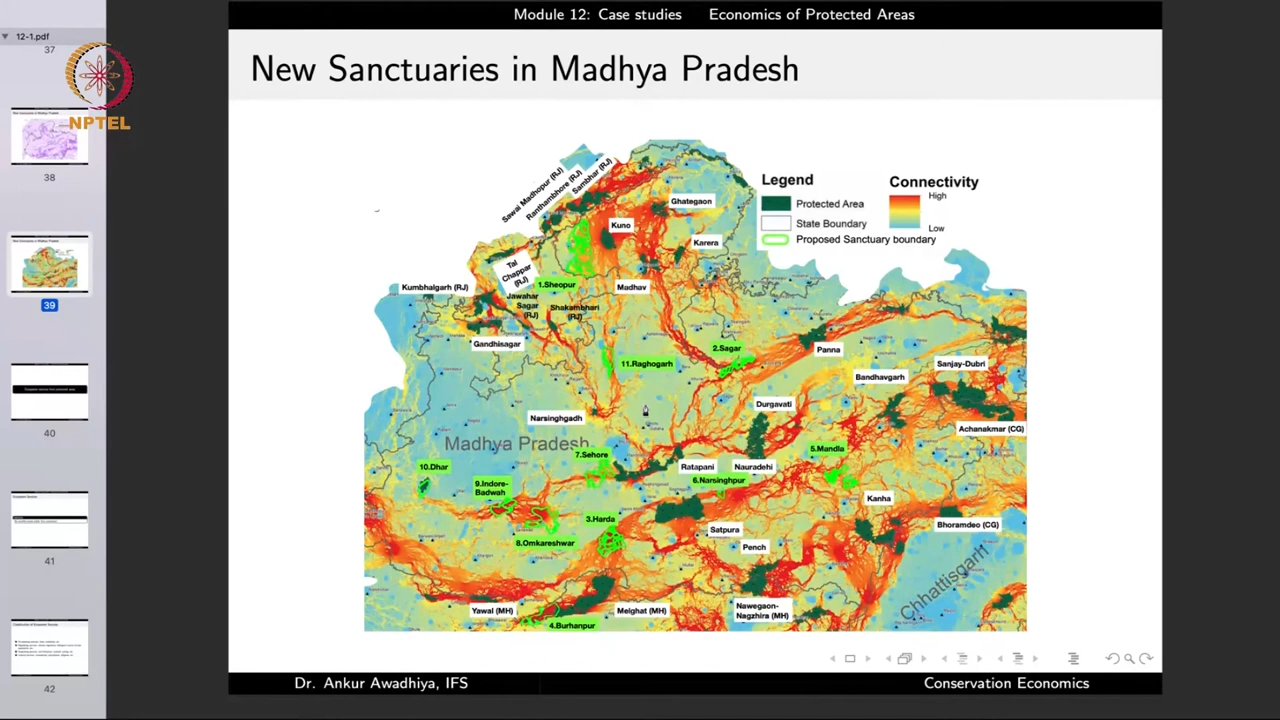 Module 12: Case studies Economics of Protected Areas
12-1.pdf
37
NPTEL
38
39
40
41
42
New Sanctuaries in Madhya Pradesh
Legend
Protected Area
State Boundary
Proposed Sanctuary boundary
Connectivity
High
Low
Sawai Madhopur (RJ)
Ranthambhore (RJ)
Sambhar (RJ)
Ghategaon
Kuno
Karera
Tal
Chappar
(RJ)
1.Sheopur
Kumbhalgarh (RJ)
Madhav
Jawahar
Sagar
(RJ)
Shakambhari
(RJ)
Gandhisagar
2.Sagar
Panna
11.Raghogarh
Sanjay-Dubri
Bandhavgarh
Durgavati
Narsinghgadh
Achanakmar (CG)
Madhya Pradesh
5.Mandla
7.Sehore
10.Dhar
Ratapani
Nauradehi
6.Narsinghpur
9.Indore-
Badwah
Kanha
3.Harda
Bhoramdeo (CG)
Satpura
8.Omkareshwar
Pench
Chhattisgarh
Yawal (MH)
Melghat (MH)
Nawegaon-
Nagzhira (MH)
4.Burhanpur
Dr. Ankur Awadhiya, IFS
Conservation Economics